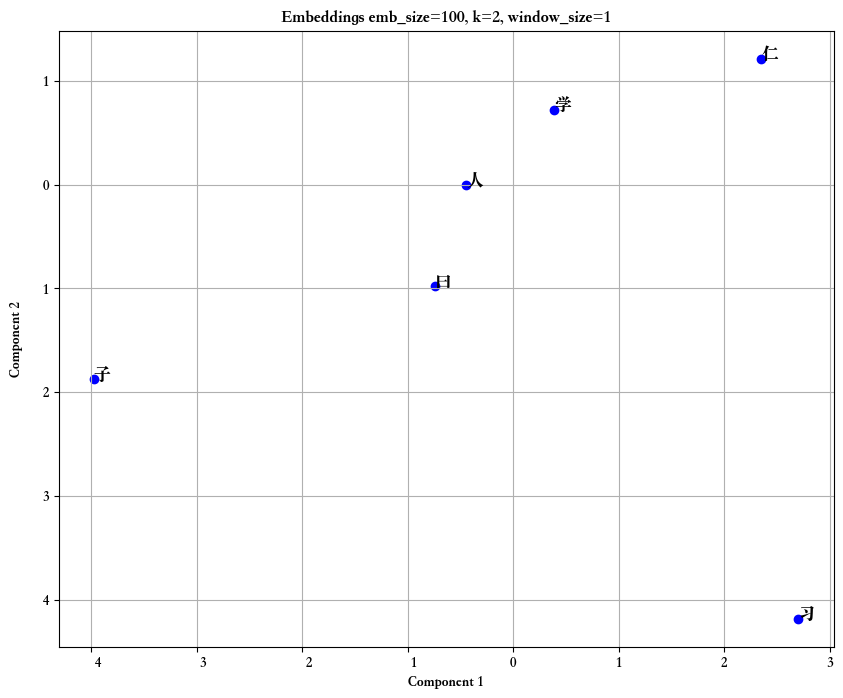 Embeddings emb_size=100, k=2, window_size=1
仁
1
学
人
0
曰
1
Component 2
子
2
3
4
习
4 3 2 1 0 1 2 3
Component 1